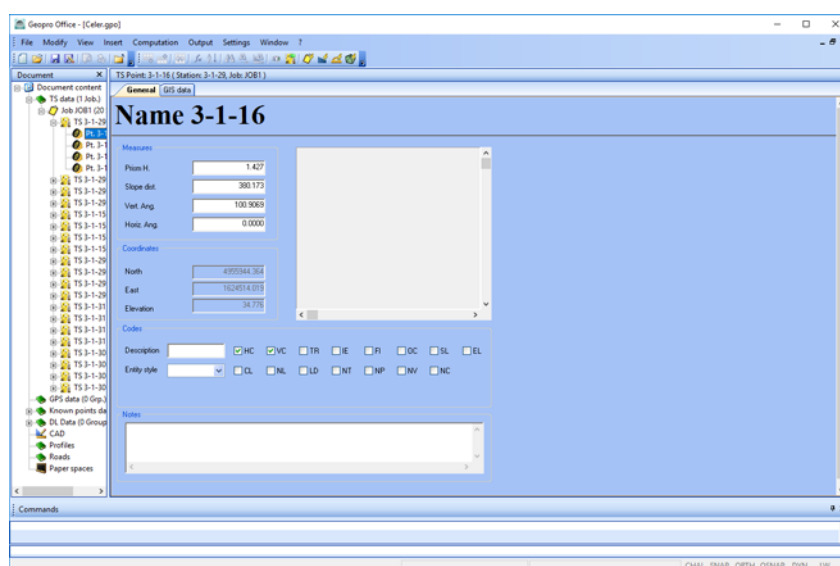 Geopro Office - [Celer.gpo]
File Modify View Insert Computation Output Settings Window ?
Document x
TS Point: 3-1-16 ( Station: 3-1-29, Job: JOB1 )
Document content
TS data (1 Job.)
Job JOB1 (20
TS 3-1-29
Pt. 3-1
Pt. 3-1
Pt. 3-1
Pt. 3-1
TS 3-1-29
TS 3-1-29
TS 3-1-29
TS 3-1-15
TS 3-1-15
TS 3-1-15
TS 3-1-15
TS 3-1-29
TS 3-1-29
TS 3-1-29
TS 3-1-29
TS 3-1-31
TS 3-1-31
TS 3-1-31
TS 3-1-31
TS 3-1-30
TS 3-1-30
TS 3-1-30
TS 3-1-30
GPS data (0 Grp.)
Known points da
DL Data (0 Group
CAD
Profiles
Roads
Paper spaces
General GIS data
Name 3-1-16
Measures
Prism H. 1.427
Slope dist. 380.173
Vert. Ang. 100.9069
Horiz. Ang. 0.0000
Coordinates
North 4955944.364
East 1624514.019
Elevation 34.776
Codes
Description HC VC TR IE FI OC SL EL
Entity style CL NL LD NT NP NV NC
Notes
Commands
CHAL SNAP ORTH OSNAP DYN LW